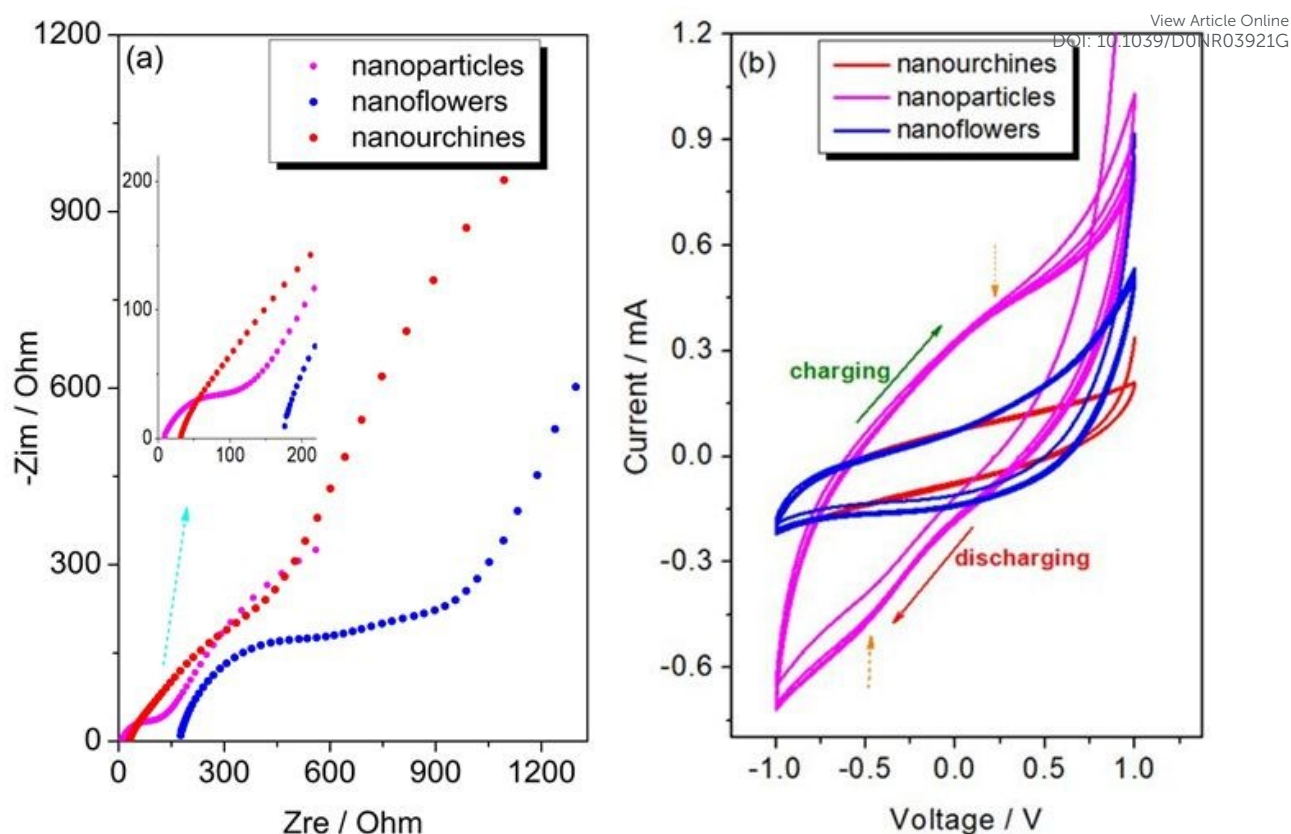 View Article Online
DOI: 10.1039/D0NR03921G
(a)
nanoparticles
nanoflowers
nanourchines
1200
900
600
300
0
-Zim / Ohm
200
100
0
0 100 200
0 300 600 900 1200
Zre / Ohm
(b)
nanourchines
nanoparticles
nanoflowers
1.2
0.9
0.6
0.3
0.0
-0.3
-0.6
Current / mA
charging
discharging
-1.0 -0.5 0.0 0.5 1.0
Voltage / V